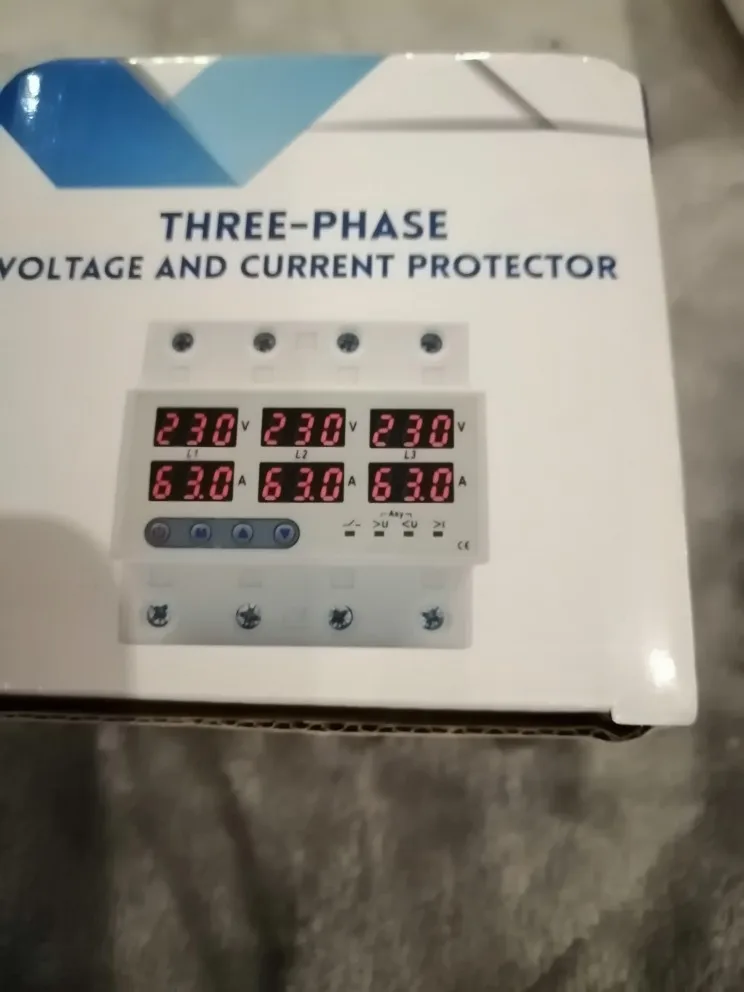 THREE-PHASE
VOLTAGE AND CURRENT PROTECTOR
230 V 230 V 230 V
L1 L2 L3
63.0 A 63.0 A 63.0 A
Any
>U <U >I
M
CE